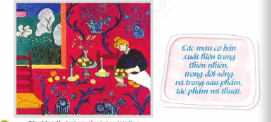 Các màu cơ bản
xuất hiện trong
thiên nhiên,
trong đời sống
và trong sản phẩm,
tác phẩm mĩ thuật.